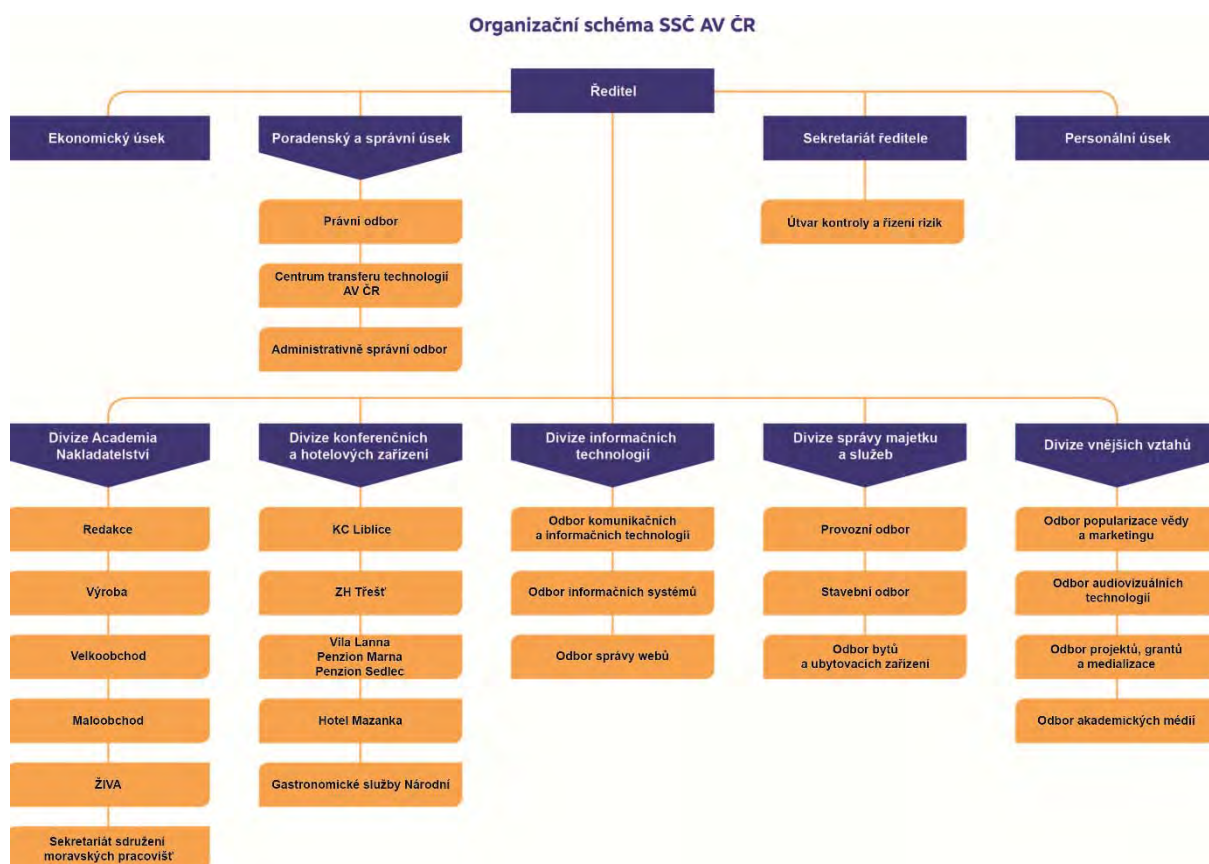 Organizační schéma SSČ AV ČR
Ředitel
Ekonomický úsek
Poradenský a správní úsek
Sekretariát ředitele
Personální úsek
Právní odbor
Útvar kontroly a řízení rizik
Centrum transferu technologií
AV ČR
Administrativně správní odbor
Divize Academia
Nakladatelství
Divize konferenčních
a hotelových zařízení
Divize informačních
technologií
Divize správy majetku
a služeb
Divize vnějších vztahů
Redakce
KC Liblice
Odbor komunikačních
a informačních technologií
Provozní odbor
Odbor popularizace vědy
a marketingu
Výroba
ZH Třešť
Odbor informačních systémů
Stavební odbor
Odbor audiovizuálních
technologií
Velkoobchod
Vila Lanna
Penzion Marna
Penzion Sedlec
Odbor správy webů
Odbor bytů
a ubytovacích zařízení
Odbor projektů, grantů
a medializace
Maloobchod
Hotel Mazanka
Odbor akademických médií
ŽIVA
Gastronomické služby Národní
Sekretariát sdružení
moravských pracovišť